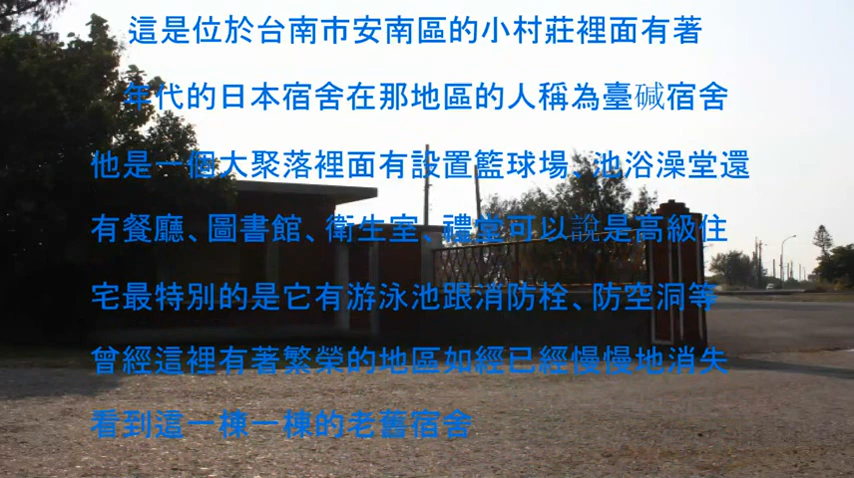 這是位於台南市安南區的小村莊裡面有著
年代的日本宿舍在那地區的人稱為臺碱宿舍
他是一個大聚落裡面有設置籃球場、池浴澡堂還
有餐廳、圖書館、衛生室、禮堂可以說是高級住
宅最特別的是它有游泳池跟消防栓、防空洞等
曾經這裡有著繁榮的地區如經已經慢慢地消失
看到這一棟一棟的老舊宿舍